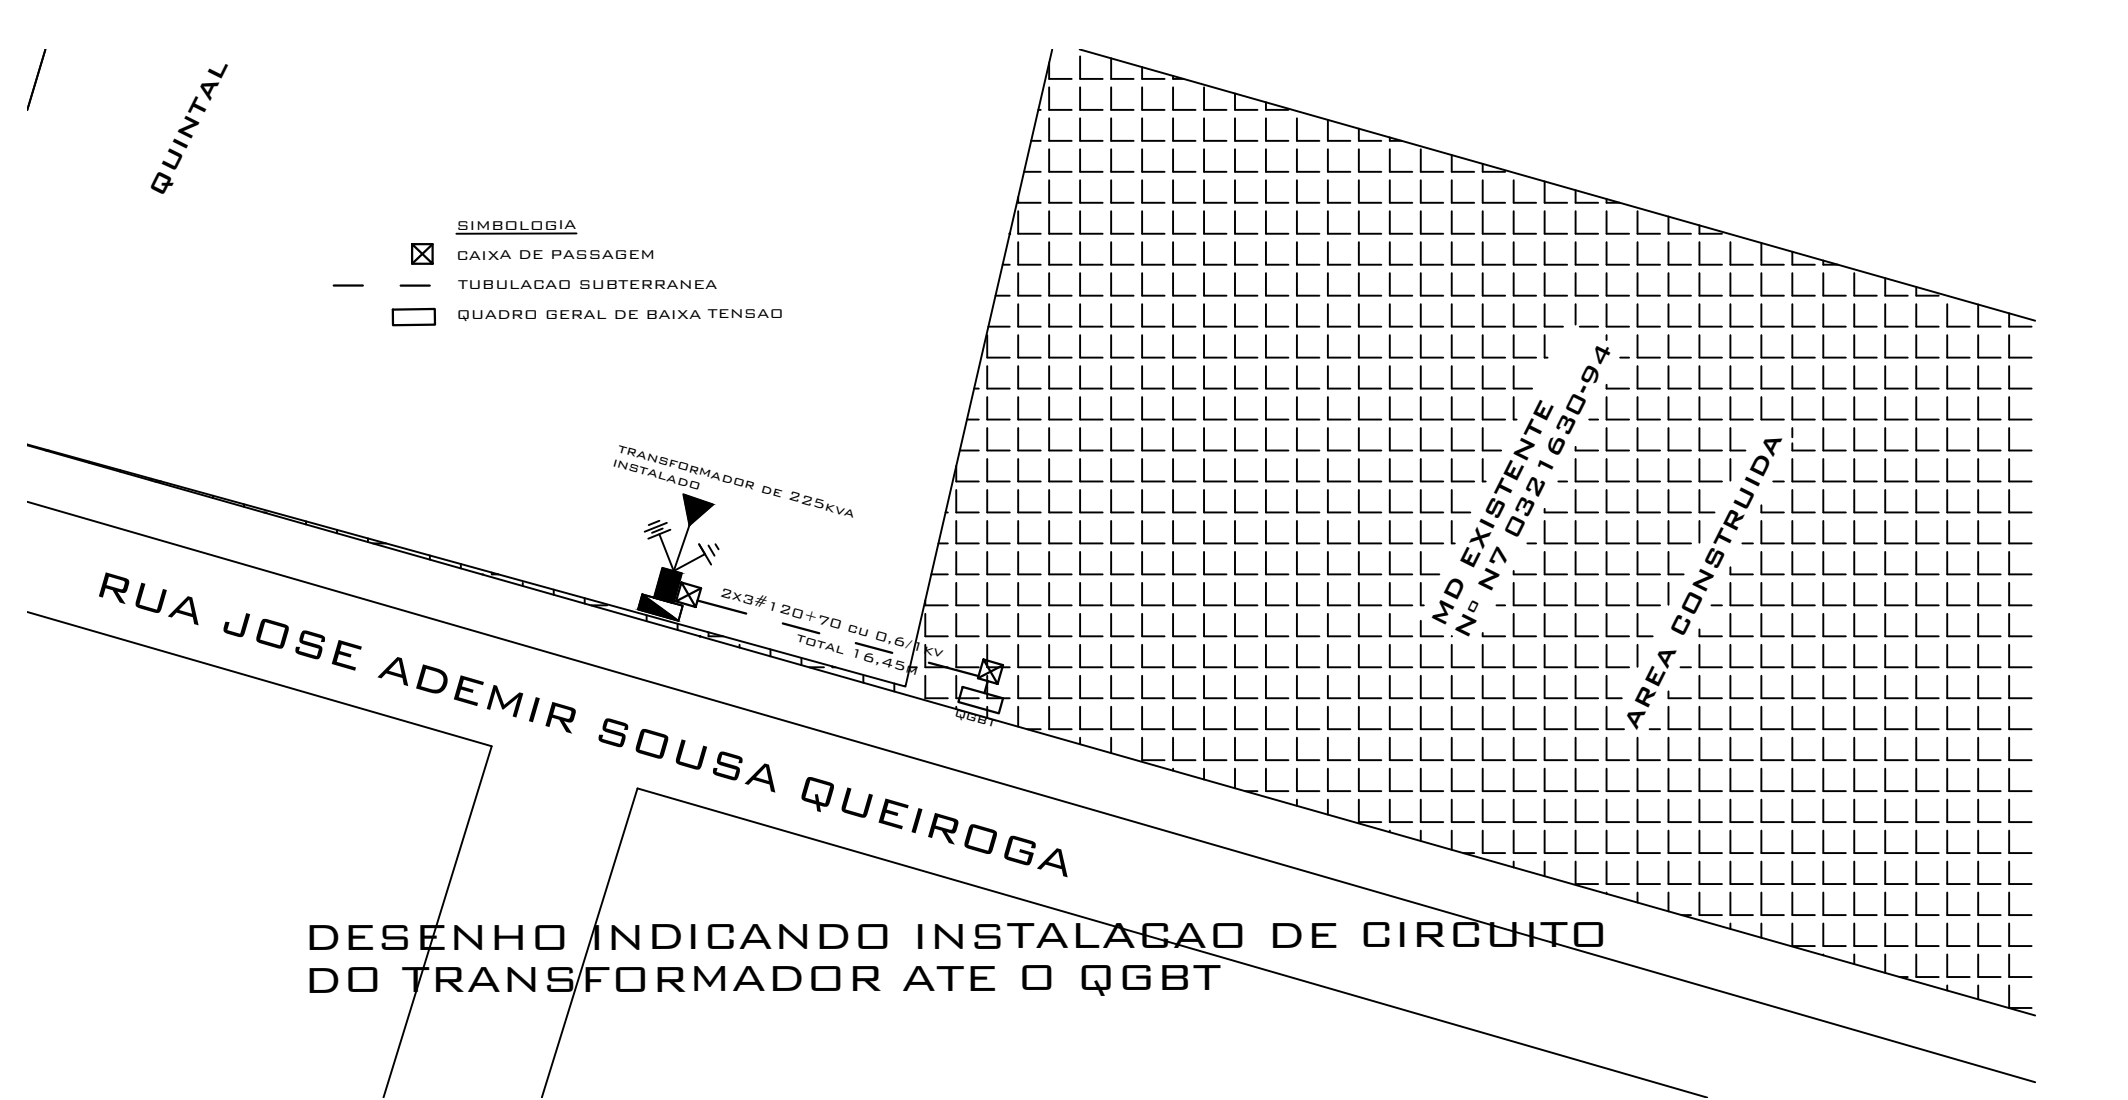 QUINTAL
SIMBOLOGIA
CAIXA DE PASSAGEM
TUBULACAO SUBTERRANEA
QUADRO GERAL DE BAIXA TENSAO
TRANSFORMADOR DE 225KVA
INSTALADO
2x3#120+70 CU 0,6/1KV
TOTAL 16,45M
QGBT
MD EXISTENTE
Nº N7 0321630-94
AREA CONSTRUIDA
RUA JOSE ADEMIR SOUSA QUEIROGA
DESENHO INDICANDO INSTALACAO DE CIRCUITO
DO TRANSFORMADOR ATE O QGBT